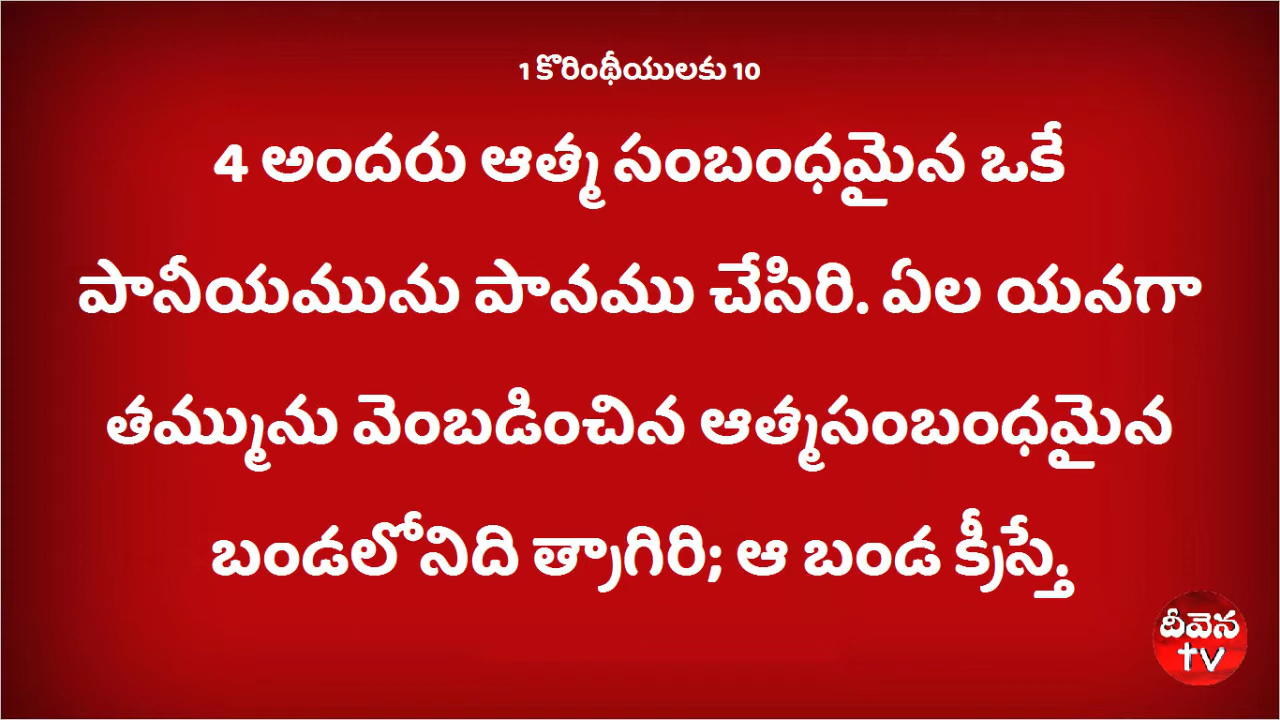 1 కొరింథీయులకు 10
4 అందరు ఆత్మ సంబంధమైన ఒకే
పానీయమును పానము చేసిరి. ఏల యనగా
తమ్మును వెంబడించిన ఆత్మసంబంధమైన
బండలోనిది త్రాగిరి; ఆ బండ క్రీస్తే.
దీవెన
tv